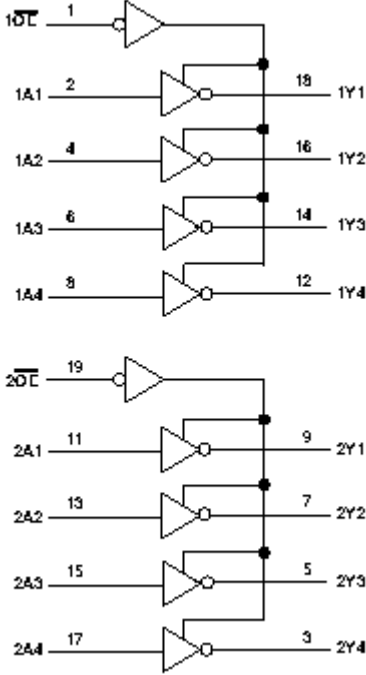 1OE 1
1A1 2 18 1Y1
1A2 4 16 1Y2
1A3 6 14 1Y3
1A4 8 12 1Y4
2OE 19
2A1 11 9 2Y1
2A2 13 7 2Y2
2A3 15 5 2Y3
2A4 17 3 2Y4